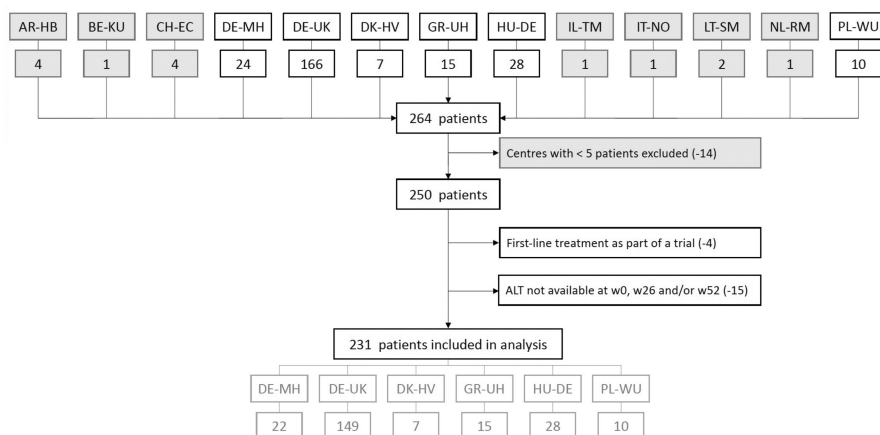 AR-HB BE-KU CH-EC DE-MH DE-UK DK-HV GR-UH HU-DE IL-TM IT-NO LT-SM NL-RM PL-WU
4 1 4 24 166 7 15 28 1 1 2 1 10
264 patients
Centres with < 5 patients excluded (-14)
250 patients
First-line treatment as part of a trial (-4)
ALT not available at w0, w26 and/or w52 (-15)
231 patients included in analysis
DE-MH DE-UK DK-HV GR-UH HU-DE PL-WU
22 149 7 15 28 10